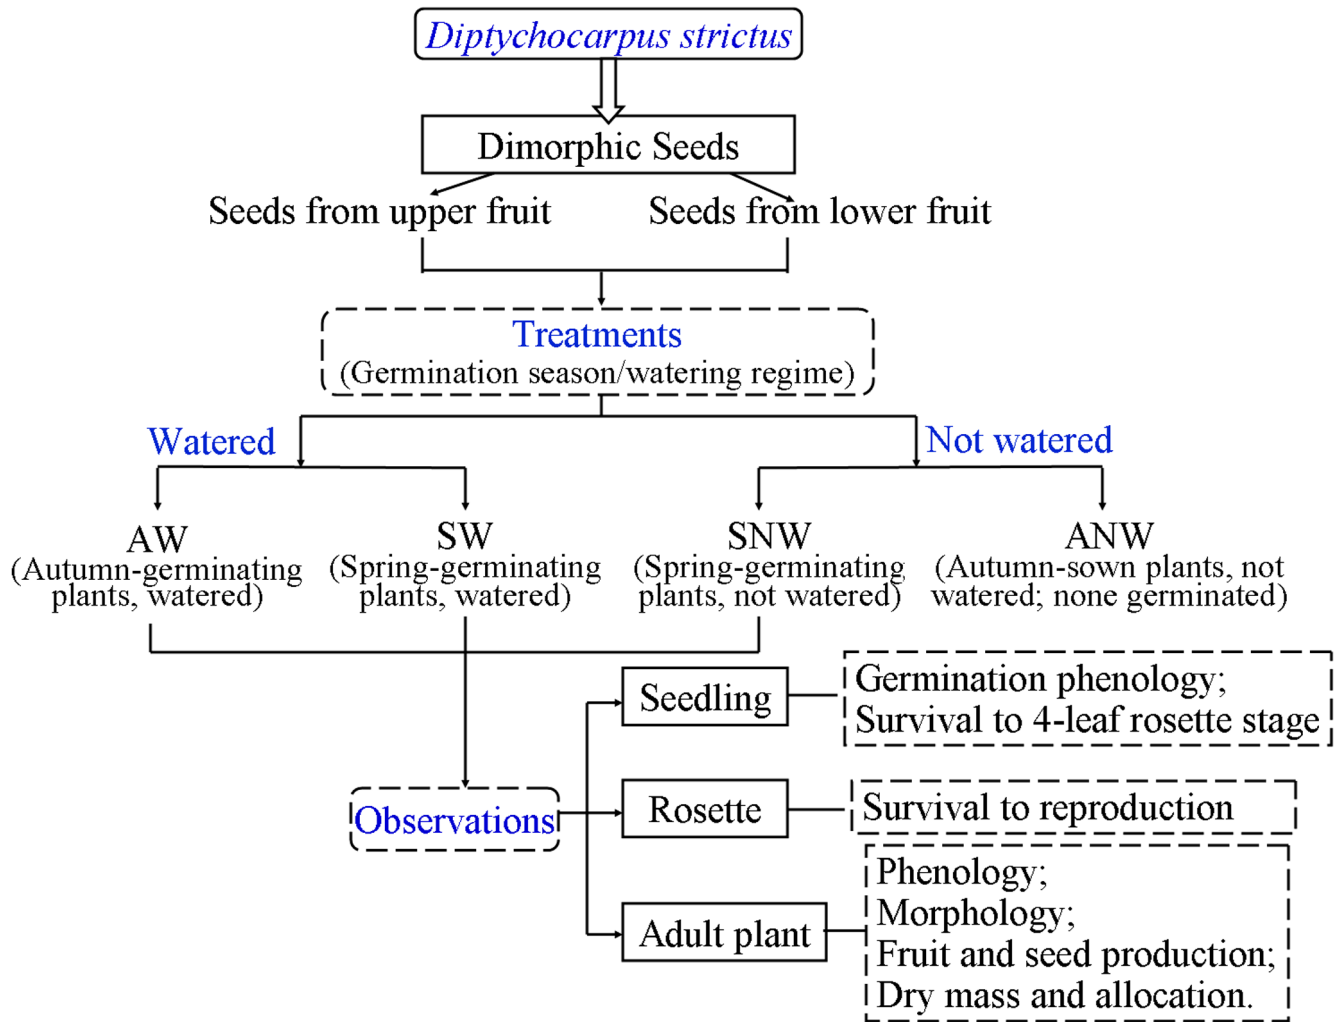 Diptychocarpus strictus
Dimorphic Seeds
Seeds from upper fruit
Seeds from lower fruit
Treatments
(Germination season/watering regime)
Watered
Not watered
AW
(Autumn-germinating
plants, watered)
SW
(Spring-germinating
plants, watered)
SNW
(Spring-germinating
plants, not watered)
ANW
(Autumn-sown plants, not
watered; none germinated)
Observations
Seedling
Germination phenology;
Survival to 4-leaf rosette stage
Rosette
Survival to reproduction
Adult plant
Phenology;
Morphology;
Fruit and seed production;
Dry mass and allocation.